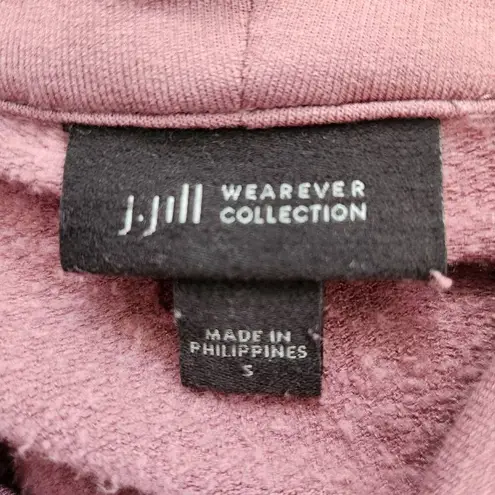 j.jill WEAREVER
COLLECTION
MADE IN
PHILIPPINES
S